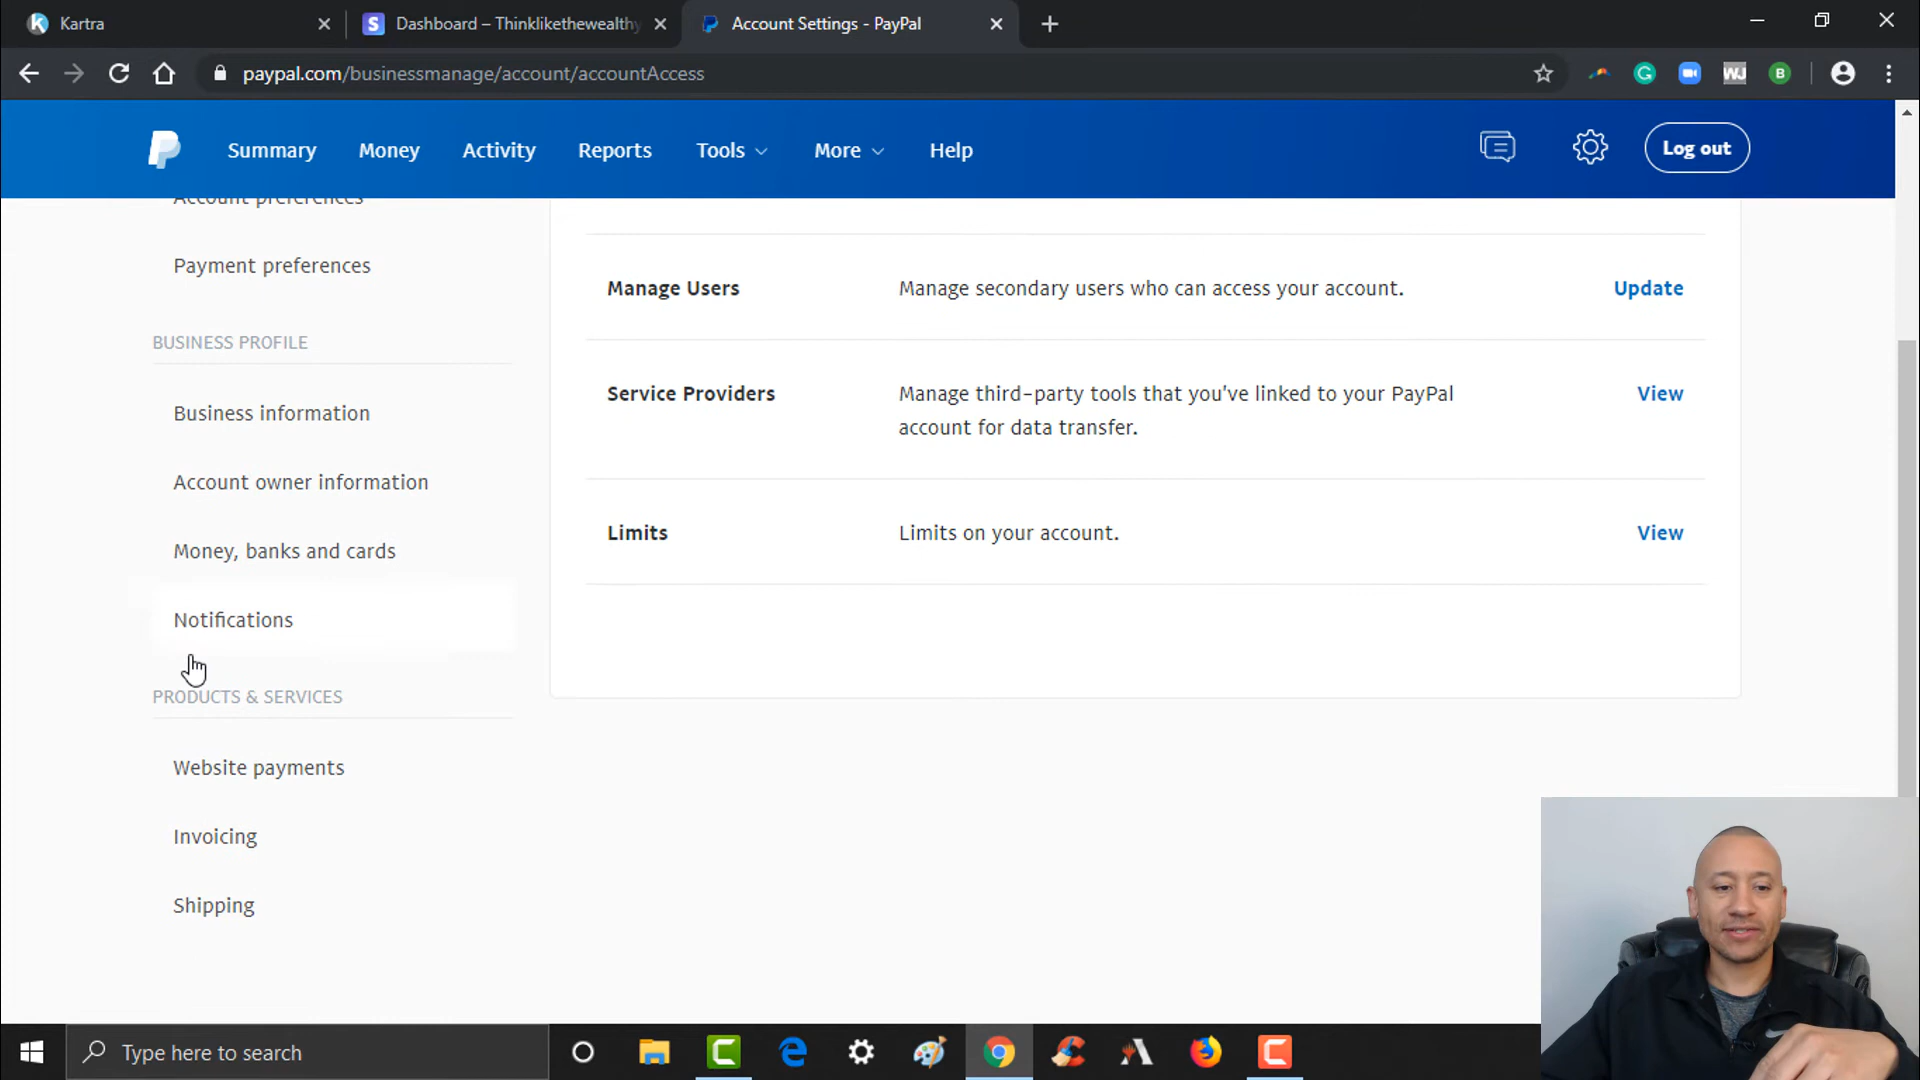 Kartra
Dashboard – Thinklikethewealthy
Account Settings - PayPal
paypal.com/businessmanage/account/accountAccess
WJ
B
Summary
Money
Activity
Reports
Tools
More
Help
Log out
Account preferences
Payment preferences
BUSINESS PROFILE
Business information
Account owner information
Money, banks and cards
Notifications
PRODUCTS & SERVICES
Website payments
Invoicing
Shipping
Manage Users
Manage secondary users who can access your account.
Update
Service Providers
Manage third-party tools that you've linked to your PayPal
account for data transfer.
View
Limits
Limits on your account.
View
Type here to search